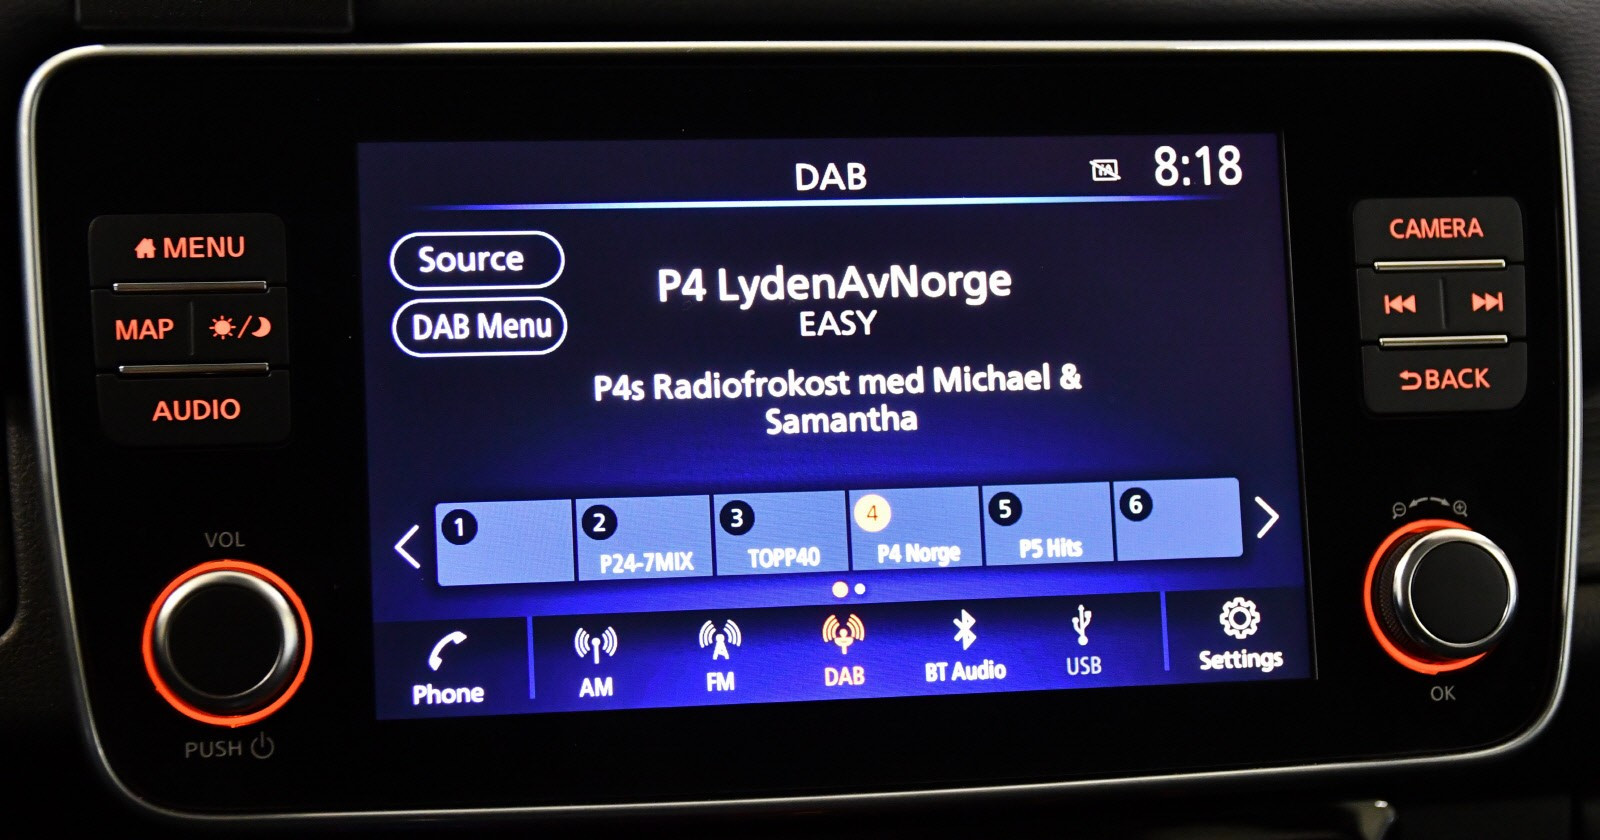 DAB
TA
8:18
Source
DAB Menu
P4 LydenAvNorge
EASY
P4s Radiofrokost med Michael &
Samantha
1
2
P24-7MIX
3
TOPP40
4
P4 Norge
5
P5 Hits
6
Phone
AM
FM
DAB
BT Audio
USB
Settings
MENU
MAP
AUDIO
VOL
PUSH
CAMERA
BACK
OK